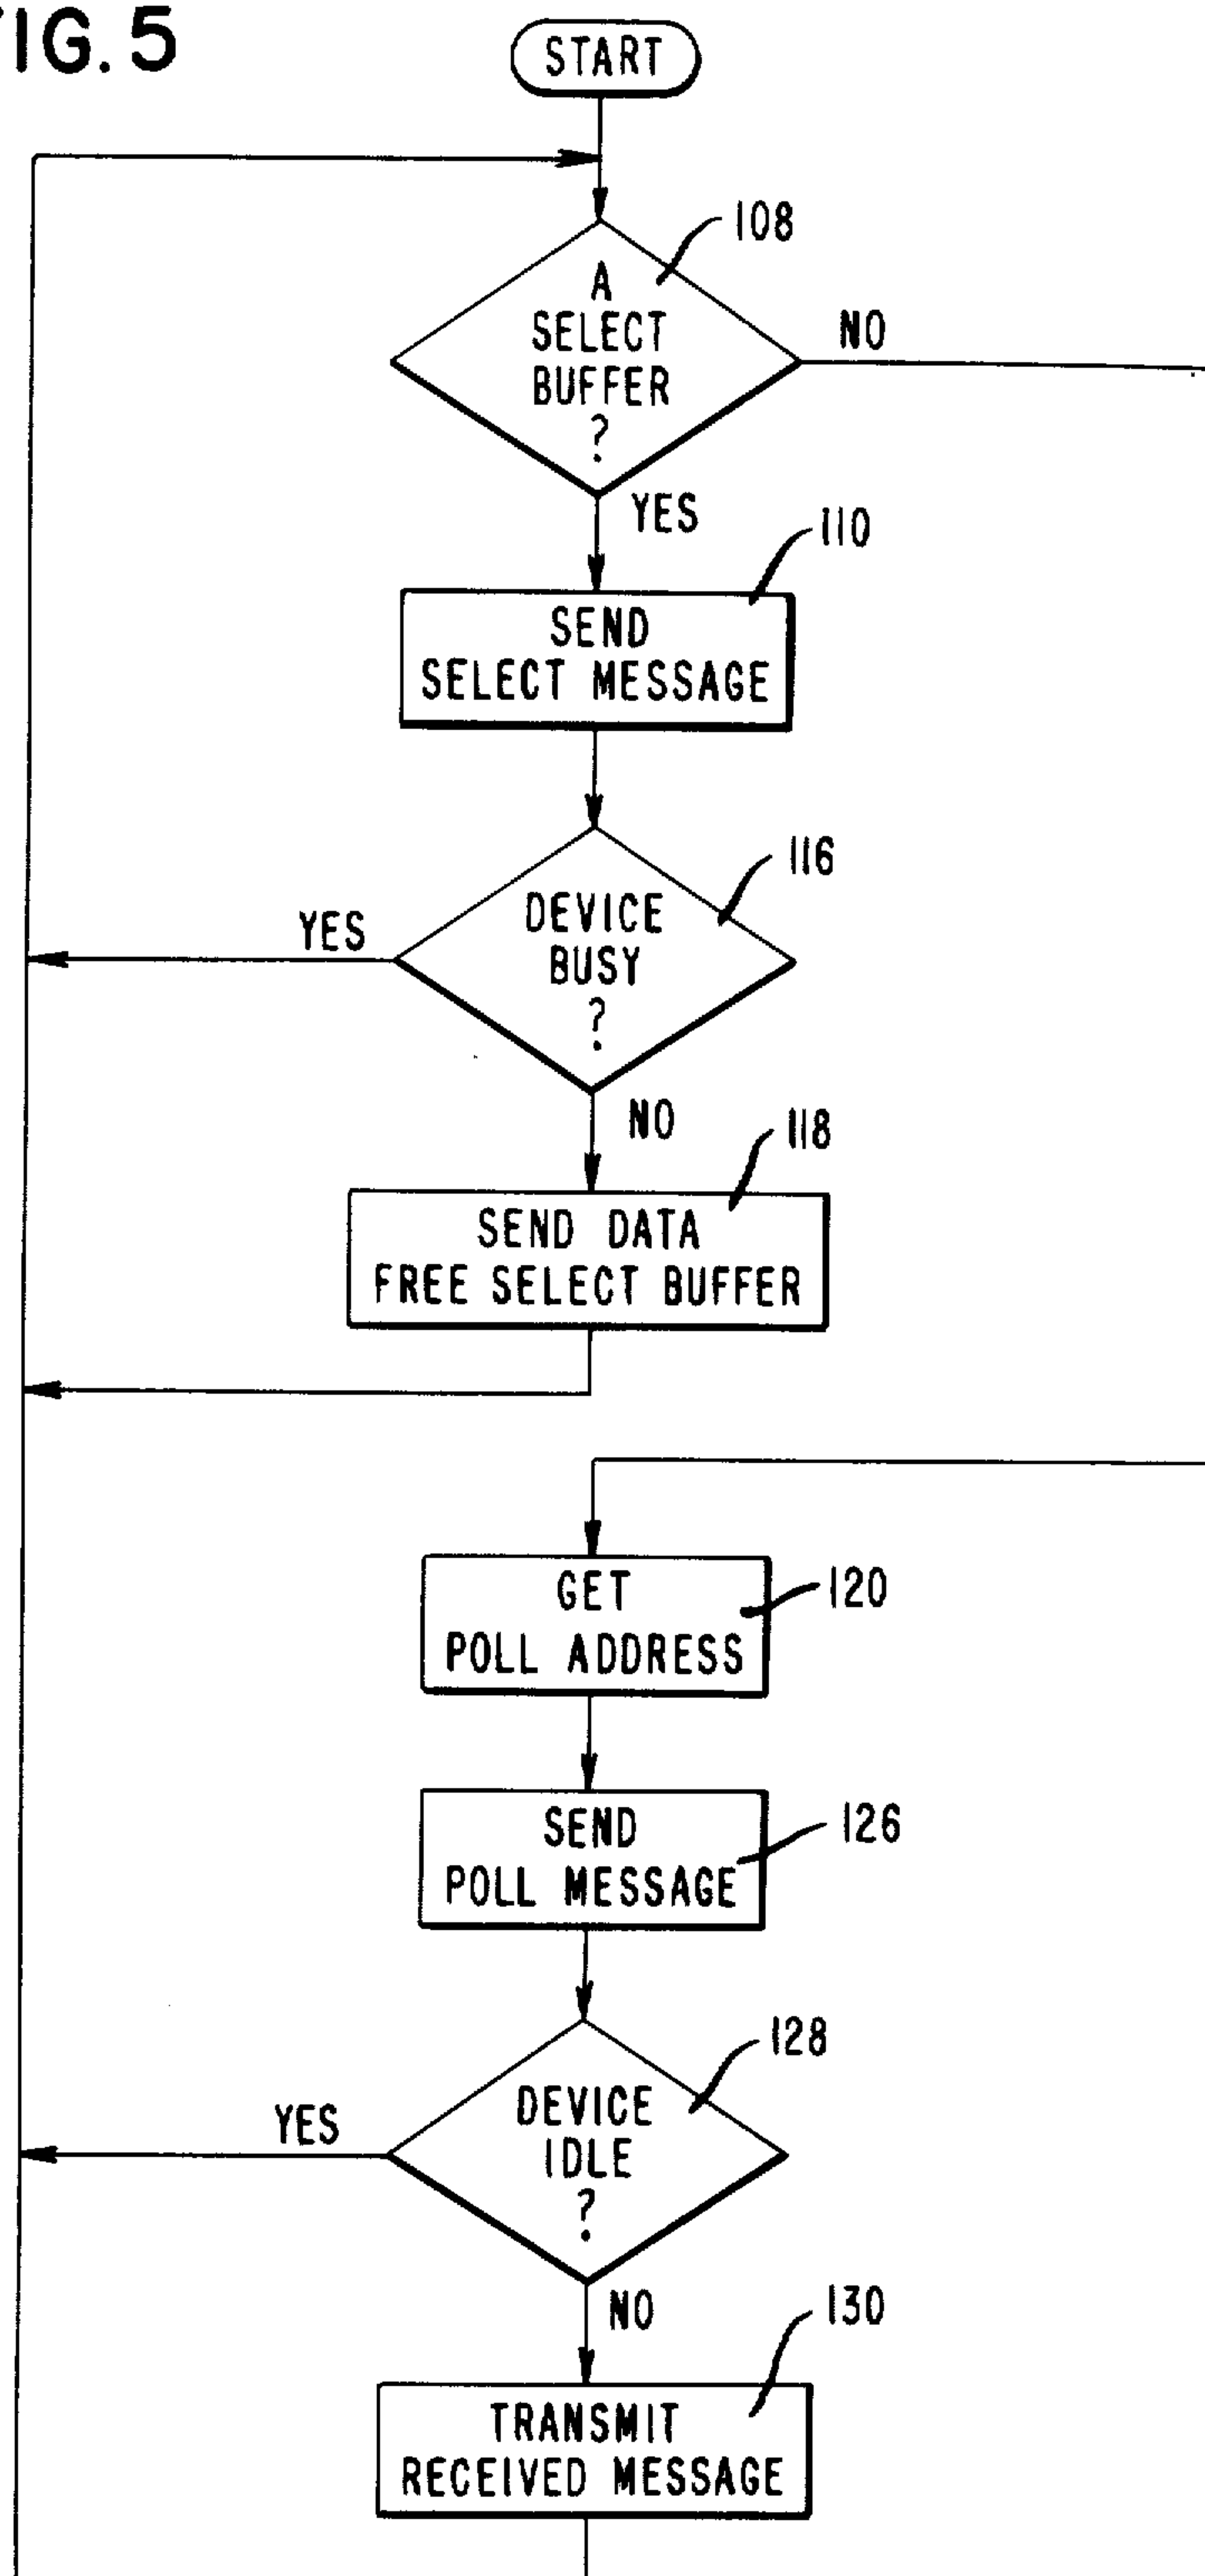 FIG. 5
START
108
A
SELECT
BUFFER
?
NO
YES
110
SEND
SELECT MESSAGE
116
DEVICE
BUSY
?
YES
NO
118
SEND DATA
FREE SELECT BUFFER
GET
POLL ADDRESS
120
SEND
POLL MESSAGE
126
128
DEVICE
IDLE
?
YES
NO
130
TRANSMIT
RECEIVED MESSAGE